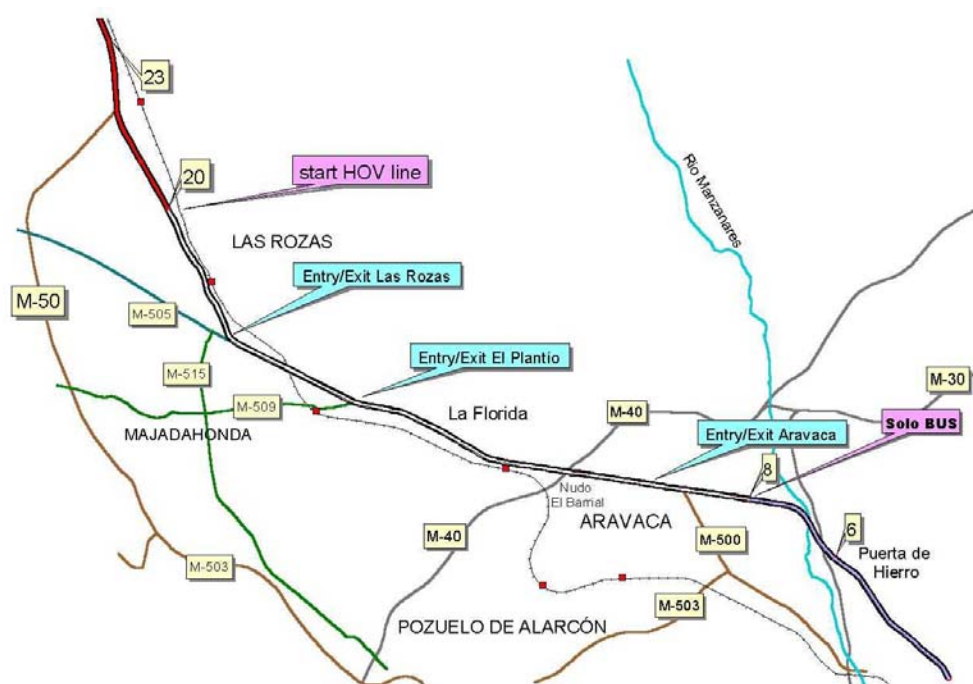 23
20
start HOV line
LAS ROZAS
Rio Manzanares
Entry/Exit Las Rozas
M-50
M-505
M-515
Entry/Exit El Plantío
M-30
M-509
La Florida
M-40
Solo BUS
MAJADAHONDA
Entry/Exit Aravaca
8
Nudo
El Barrial
ARAVACA
6
M-40
M-500
Puerta de
Hierro
M-503
M-503
POZUELO DE ALARCÓN